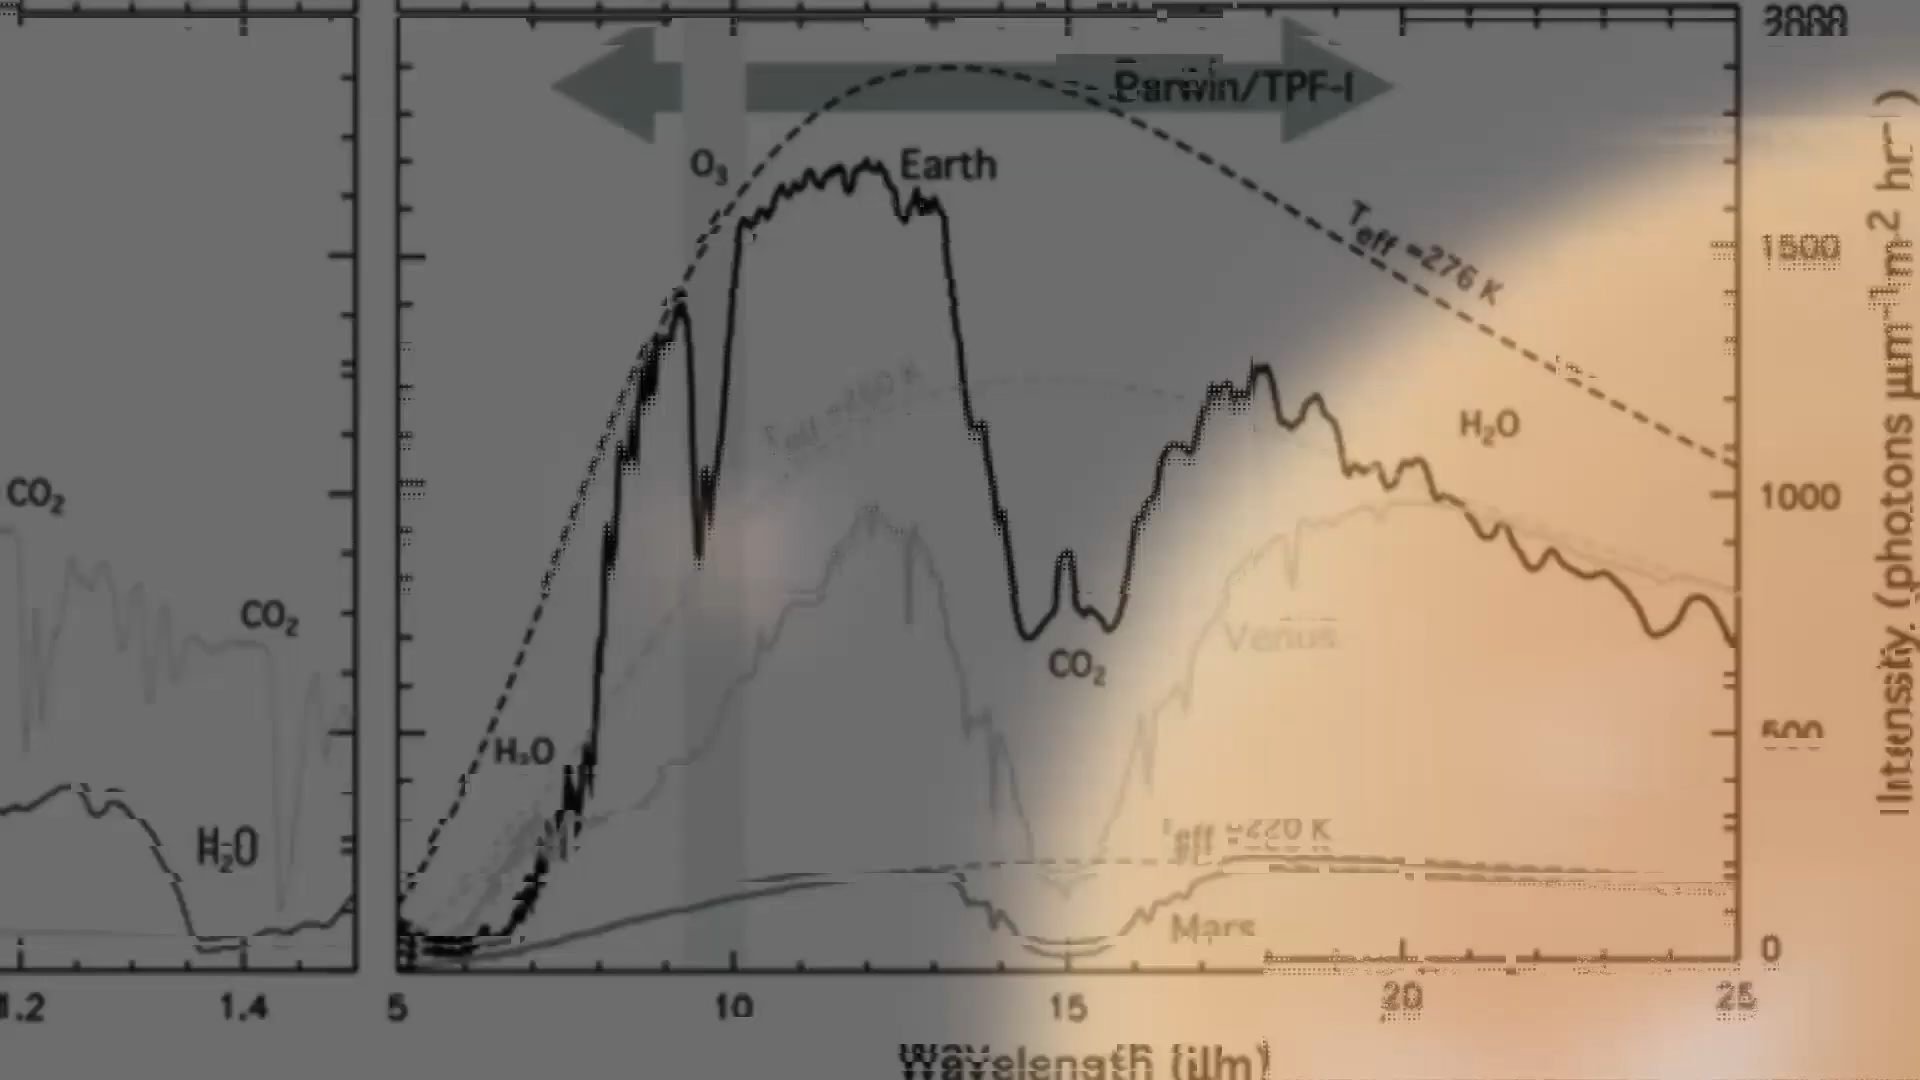 2000
Darwin/TPF-I
O₃
Earth
Teff =276 K
1500
H₂O
1000
CO₂
CO₂
CO₂
Venus
H₂O
500
H₂O
Teff =220 K
Mars
0
1.2
1.4
5
10
15
20
25
Wavelength (µm)
Intensity (photons µm⁻¹ m⁻² hr⁻¹)